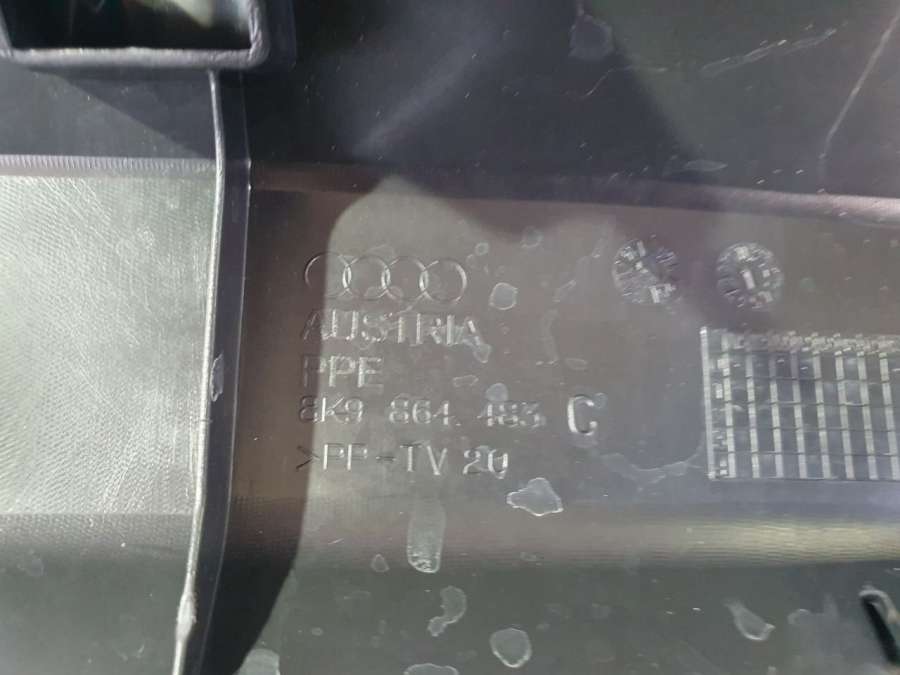 AUSTRIA
PPE
8K9 864 483 C
>PP-TV 20